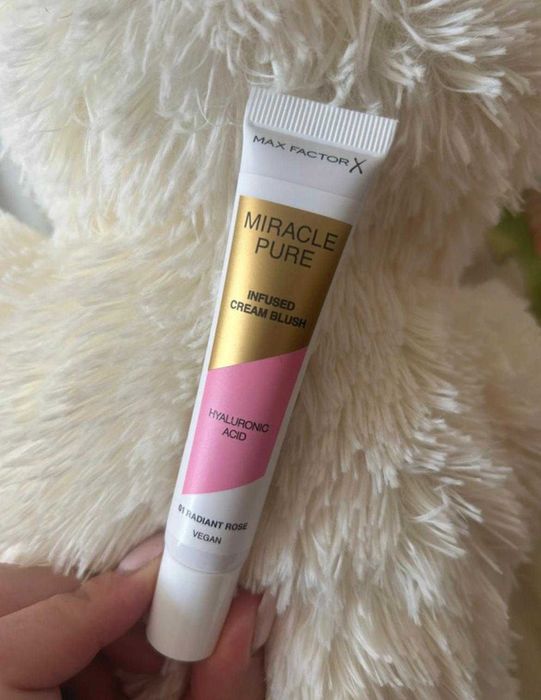 MAX FACTOR X
MIRACLE
PURE
INFUSED
CREAM BLUSH
HYALURONIC
ACID
01 RADIANT ROSE
VEGAN